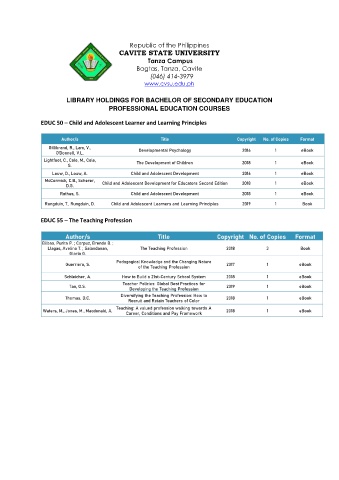 Republic of the Philippines
CAVITE STATE UNIVERSITY
Tanza Campus
Bagtas, Tanza, Cavite
(046) 414-3979
www.cvsu.edu.ph
LIBRARY HOLDINGS FOR BACHELOR OF SECONDARY EDUCATION
PROFESSIONAL EDUCATION COURSES
EDUC 50 – Child and Adolescent Learner and Learning Principles
Author/s Title Copyright No. of Copies Format
Gillibrand, R., Lam, V.,
O'Donnell, V.L. Developmental Psychology 2016 1 eBook
Lightfoot, C., Cole, M., Cole,
S. The Development of Children 2018 1 eBook
Louw, D., Louw, A. Child and Adolescent Development 2014 1 eBook
McCormick, C.B., Scherer,
D.G. Child and Adolescent Development for Educators Second Edition 2018 1 eBook
Rathus, S. Child and Adolescent Development 1 eBook
Rungduin, T., Rungduin, D. Child and Adolescent Learners and Learning Principles 2019 1 Book
EDUC 55 – The Teaching Profession
Author/s Title Copyright No. of Copies Format
Bilbao, Purita P.; Corpuz, Brenda B.;
Llagas, Avelina T.; Salandanan,
Gloria G. The Teaching Profession 2018 2 Book
Guerriero, S. Pedagogical Knowledge and the Changing Nature
of the Teaching Profession 2017 1 eBook
Schleicher, A. How to Build a 21st-Century School System 2018 1 eBook
Tan, O.S. Teacher Policies: Global Best Practices for
Developing the Teaching Profession 2019 1 eBook
Thomas, D.C. Diversifying the Teaching Profession: How to
Recruit and Retain Teachers of Color 2018 1 eBook
Waters, M., Jones, M., Macdonald, A. Teaching: A valued profession working towards A
Career, Conditions and Pay Framework 2018 1 eBook